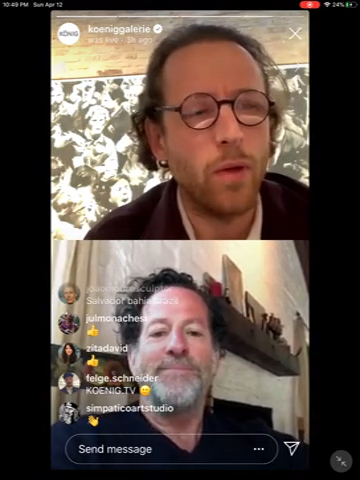 10:49 PM Sun Apr 12
24%
KÖNIG
koeniggalerie
was live · 5h ago
Salvador bahia brazil
julmonachesi
zitadavid
felge.schneider
KOENIG.TV
simpaticoartstudio
Send message